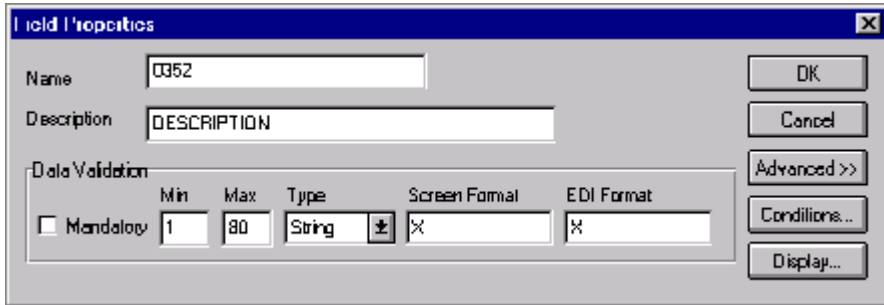 Field Properties
Name 0352 OK
Description DESCRIPTION Cancel
Data Validation Advanced >>
Min Max Type Screen Format EDI Format
Mandatory 1 80 String X X Conditions...
Display...